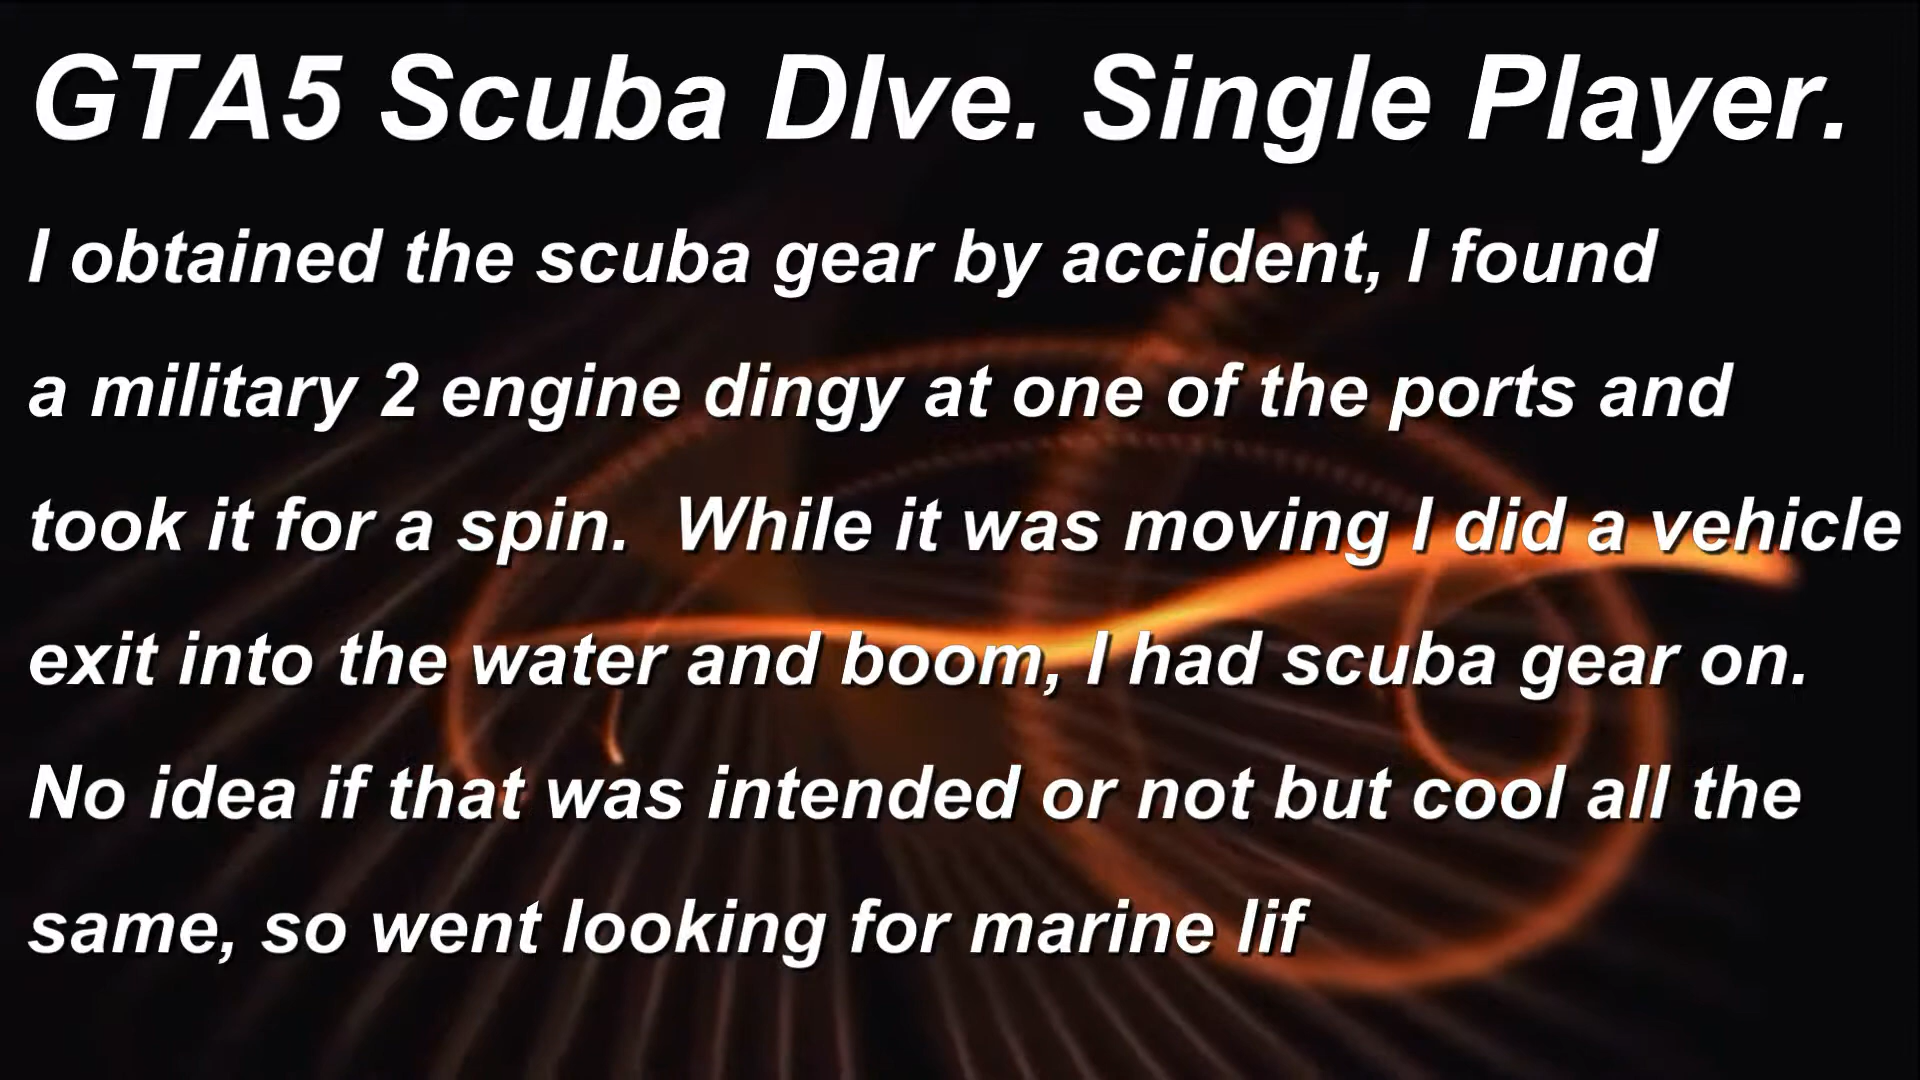 GTA5 Scuba DIve. Single Player.
I obtained the scuba gear by accident, I found
a military 2 engine dingy at one of the ports and
took it for a spin.  While it was moving I did a vehicle
exit into the water and boom, I had scuba gear on.
No idea if that was intended or not but cool all the
same, so went looking for marine lif